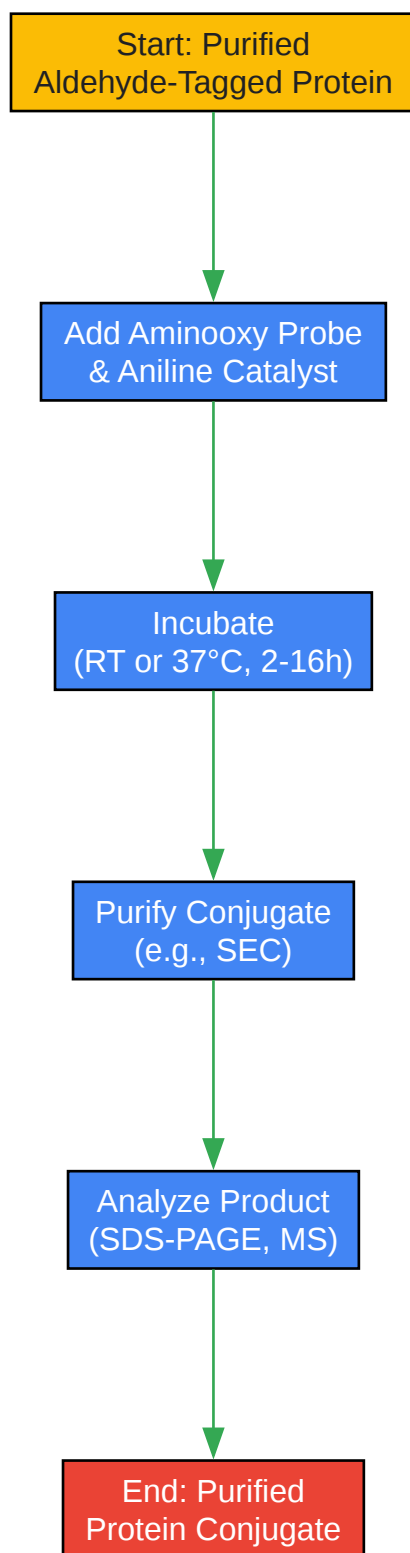 Start: Purified
Aldehyde-Tagged Protein
Add Aminooxy Probe
& Aniline Catalyst
Incubate
(RT or 37°C, 2-16h)
Purify Conjugate
(e.g., SEC)
Analyze Product
(SDS-PAGE, MS)
End: Purified
Protein Conjugate